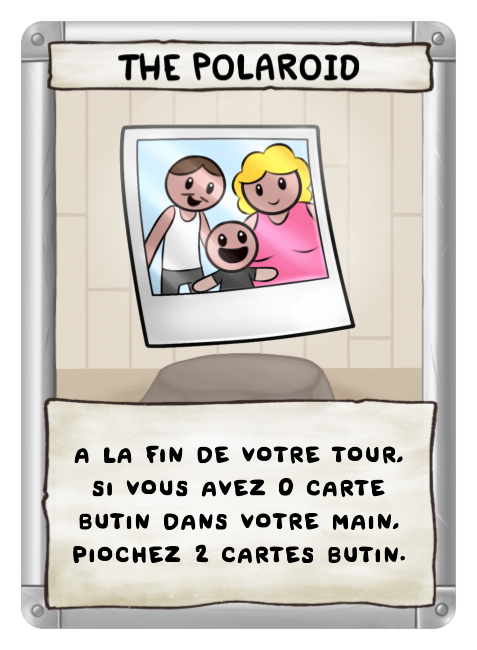 THE POLAROID
A LA FIN DE VOTRE TOUR,
SI VOUS AVEZ 0 CARTE
BUTIN DANS VOTRE MAIN,
PIOCHEZ 2 CARTES BUTIN.